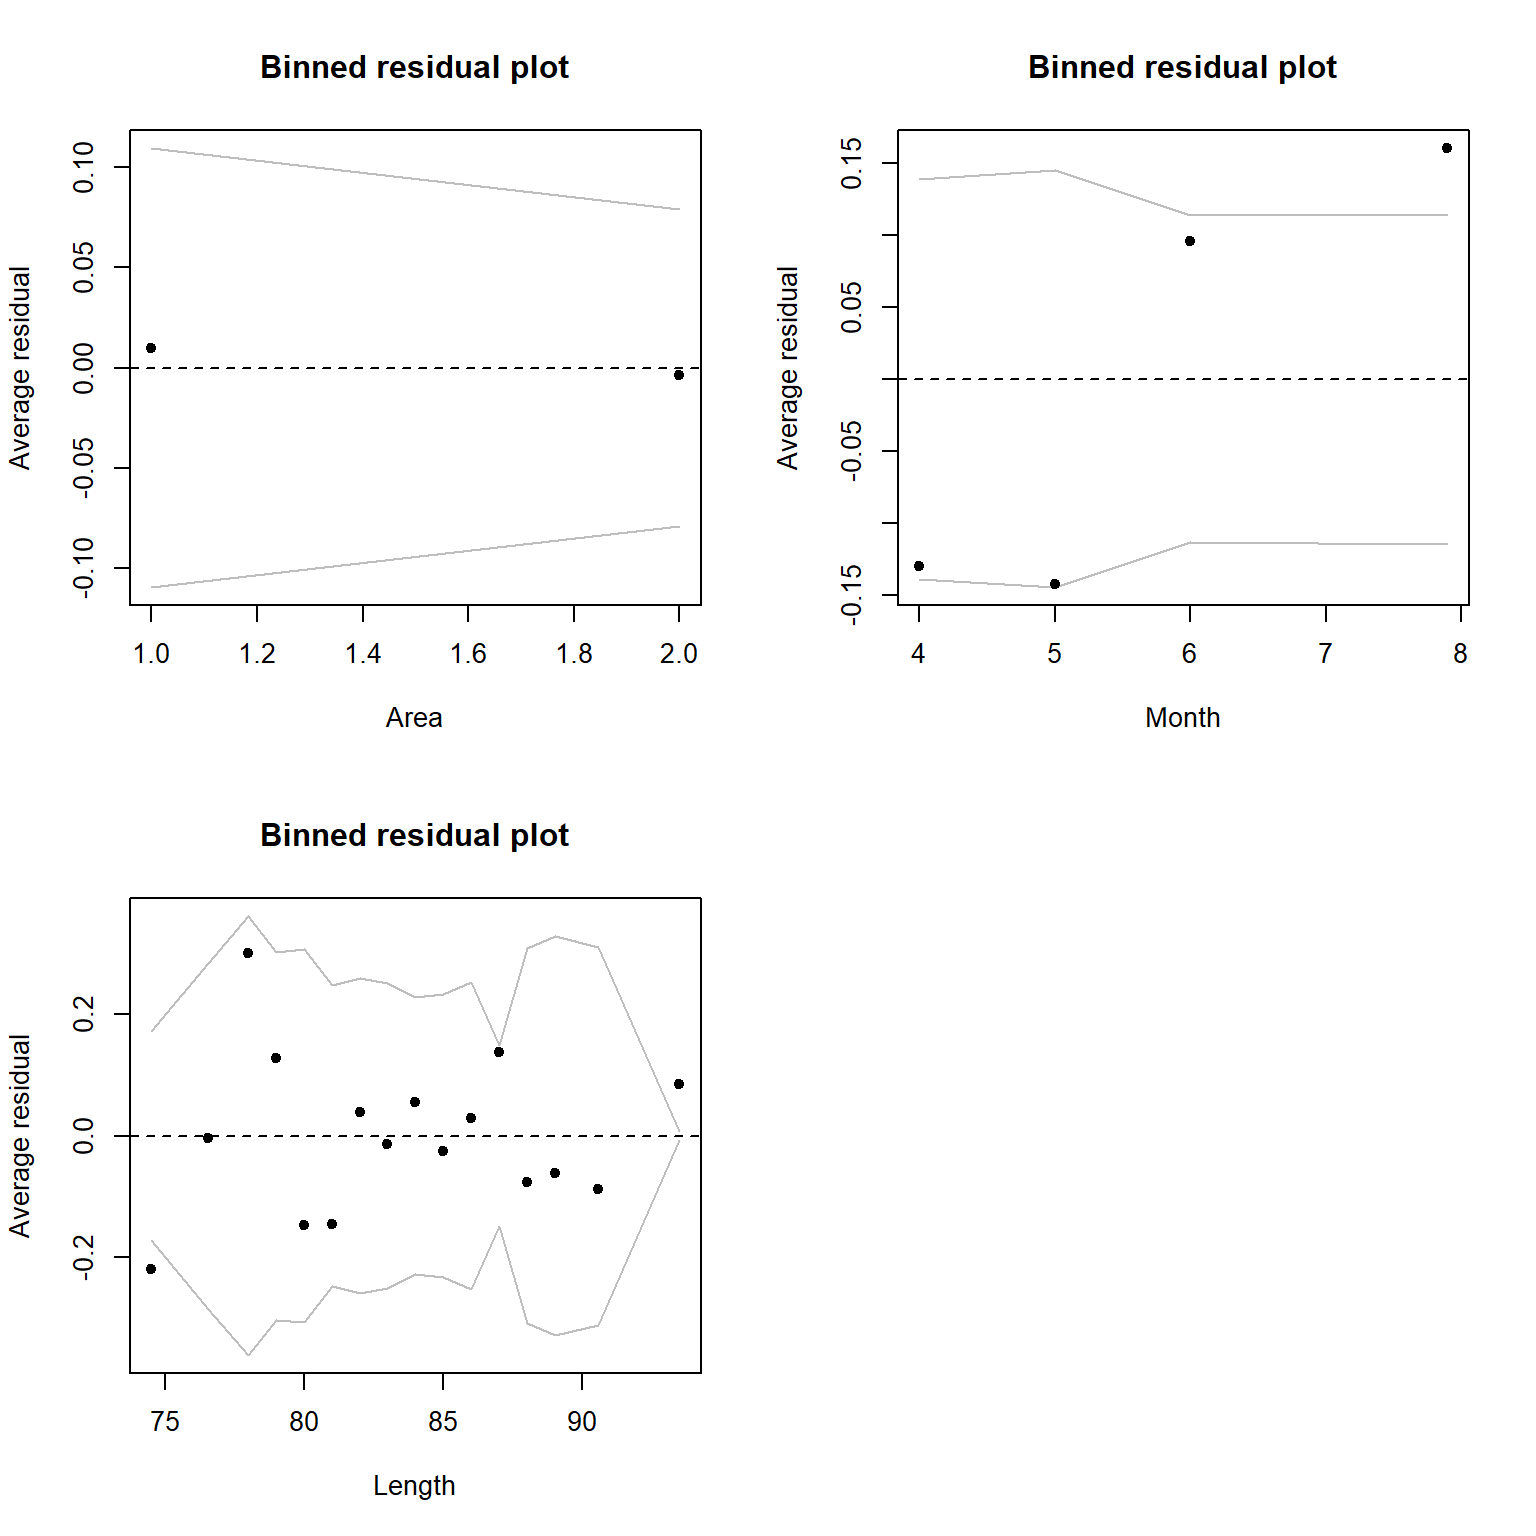 Binned residual plot
Average residual
0.10
0.05
0.00
-0.05
-0.10
1.0 1.2 1.4 1.6 1.8 2.0
Area
Binned residual plot
Average residual
0.15
0.05
-0.05
-0.15
4 5 6 7 8
Month
Binned residual plot
Average residual
0.2
0.0
-0.2
75 80 85 90
Length